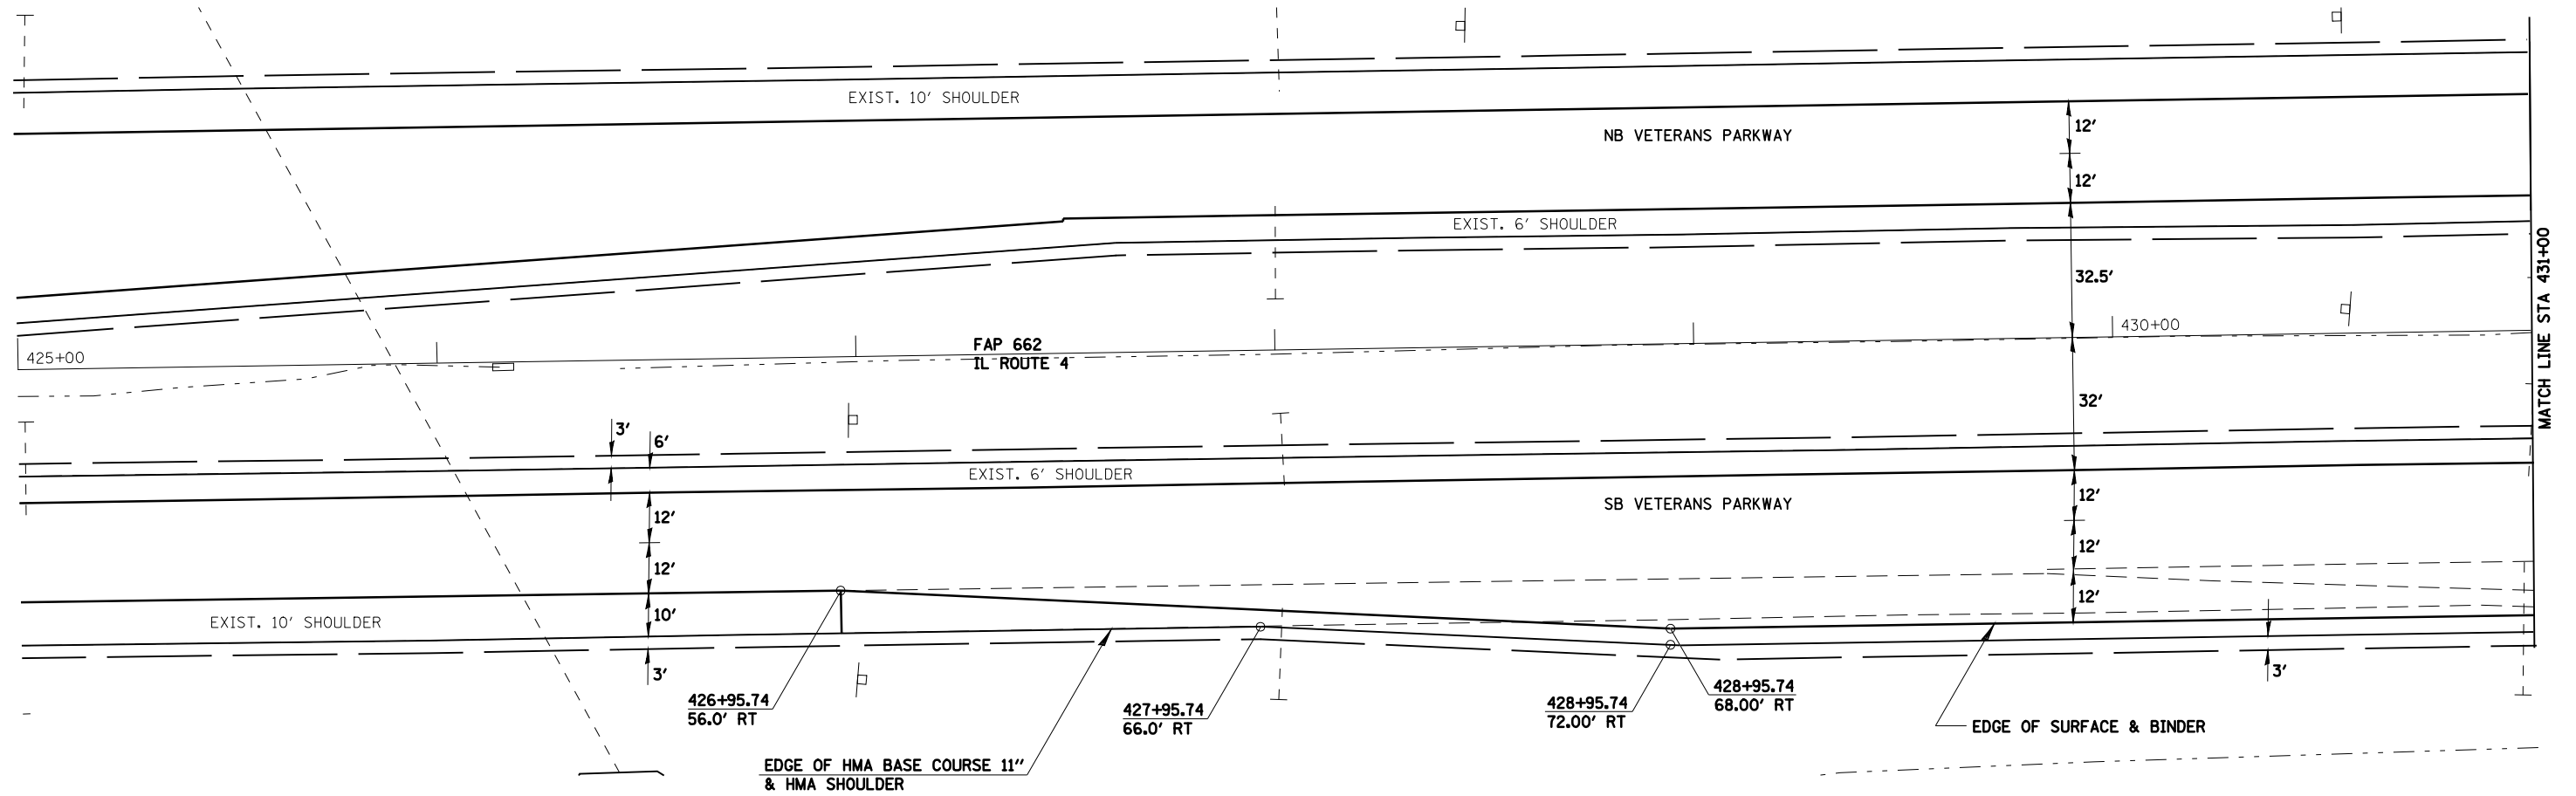 EXIST. 10' SHOULDER
NB VETERANS PARKWAY
12'
12'
EXIST. 6' SHOULDER
32.5'
MATCH LINE STA 431+00
430+00
425+00
FAP 662
IL ROUTE 4
32'
3'
6'
EXIST. 6' SHOULDER
SB VETERANS PARKWAY
12'
12'
12'
12'
12'
10'
EXIST. 10' SHOULDER
3'
3'
426+95.74
56.0' RT
427+95.74
66.0' RT
428+95.74
72.00' RT
428+95.74
68.00' RT
EDGE OF SURFACE & BINDER
EDGE OF HMA BASE COURSE 11"
& HMA SHOULDER